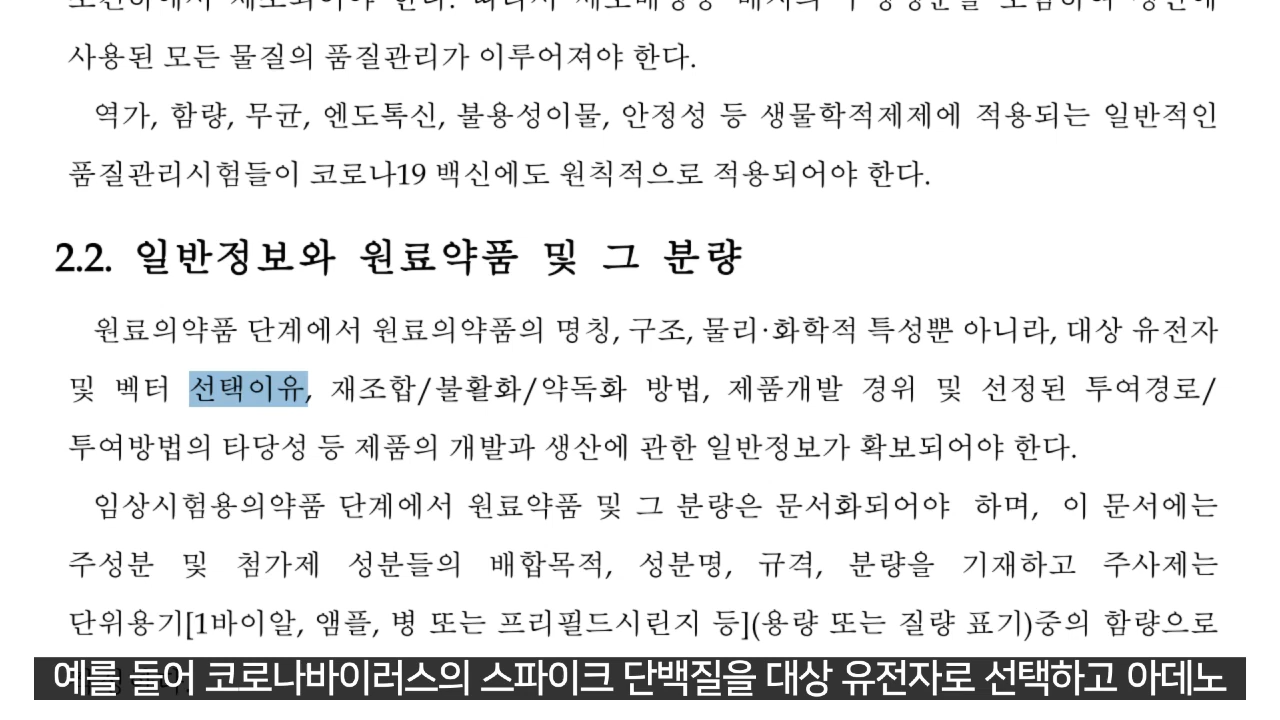 사용된 모든 물질의 품질관리가 이루어져야 한다.
역가, 함량, 무균, 엔도톡신, 불용성이물, 안정성 등 생물학적제제에 적용되는 일반적인
품질관리시험들이 코로나19 백신에도 원칙적으로 적용되어야 한다.
2.2. 일반정보와 원료약품 및 그 분량
원료의약품 단계에서 원료의약품의 명칭, 구조, 물리·화학적 특성뿐 아니라, 대상 유전자
및 벡터 선택이유, 재조합/불활화/약독화 방법, 제품개발 경위 및 선정된 투여경로/
투여방법의 타당성 등 제품의 개발과 생산에 관한 일반정보가 확보되어야 한다.
임상시험용의약품 단계에서 원료약품 및 그 분량은 문서화되어야 하며, 이 문서에는
주성분 및 첨가제 성분들의 배합목적, 성분명, 규격, 분량을 기재하고 주사제는
단위용기[1바이알, 앰플, 병 또는 프리필드시린지 등](용량 또는 질량 표기)중의 함량으로
예를 들어 코로나바이러스의 스파이크 단백질을 대상 유전자로 선택하고 아데노